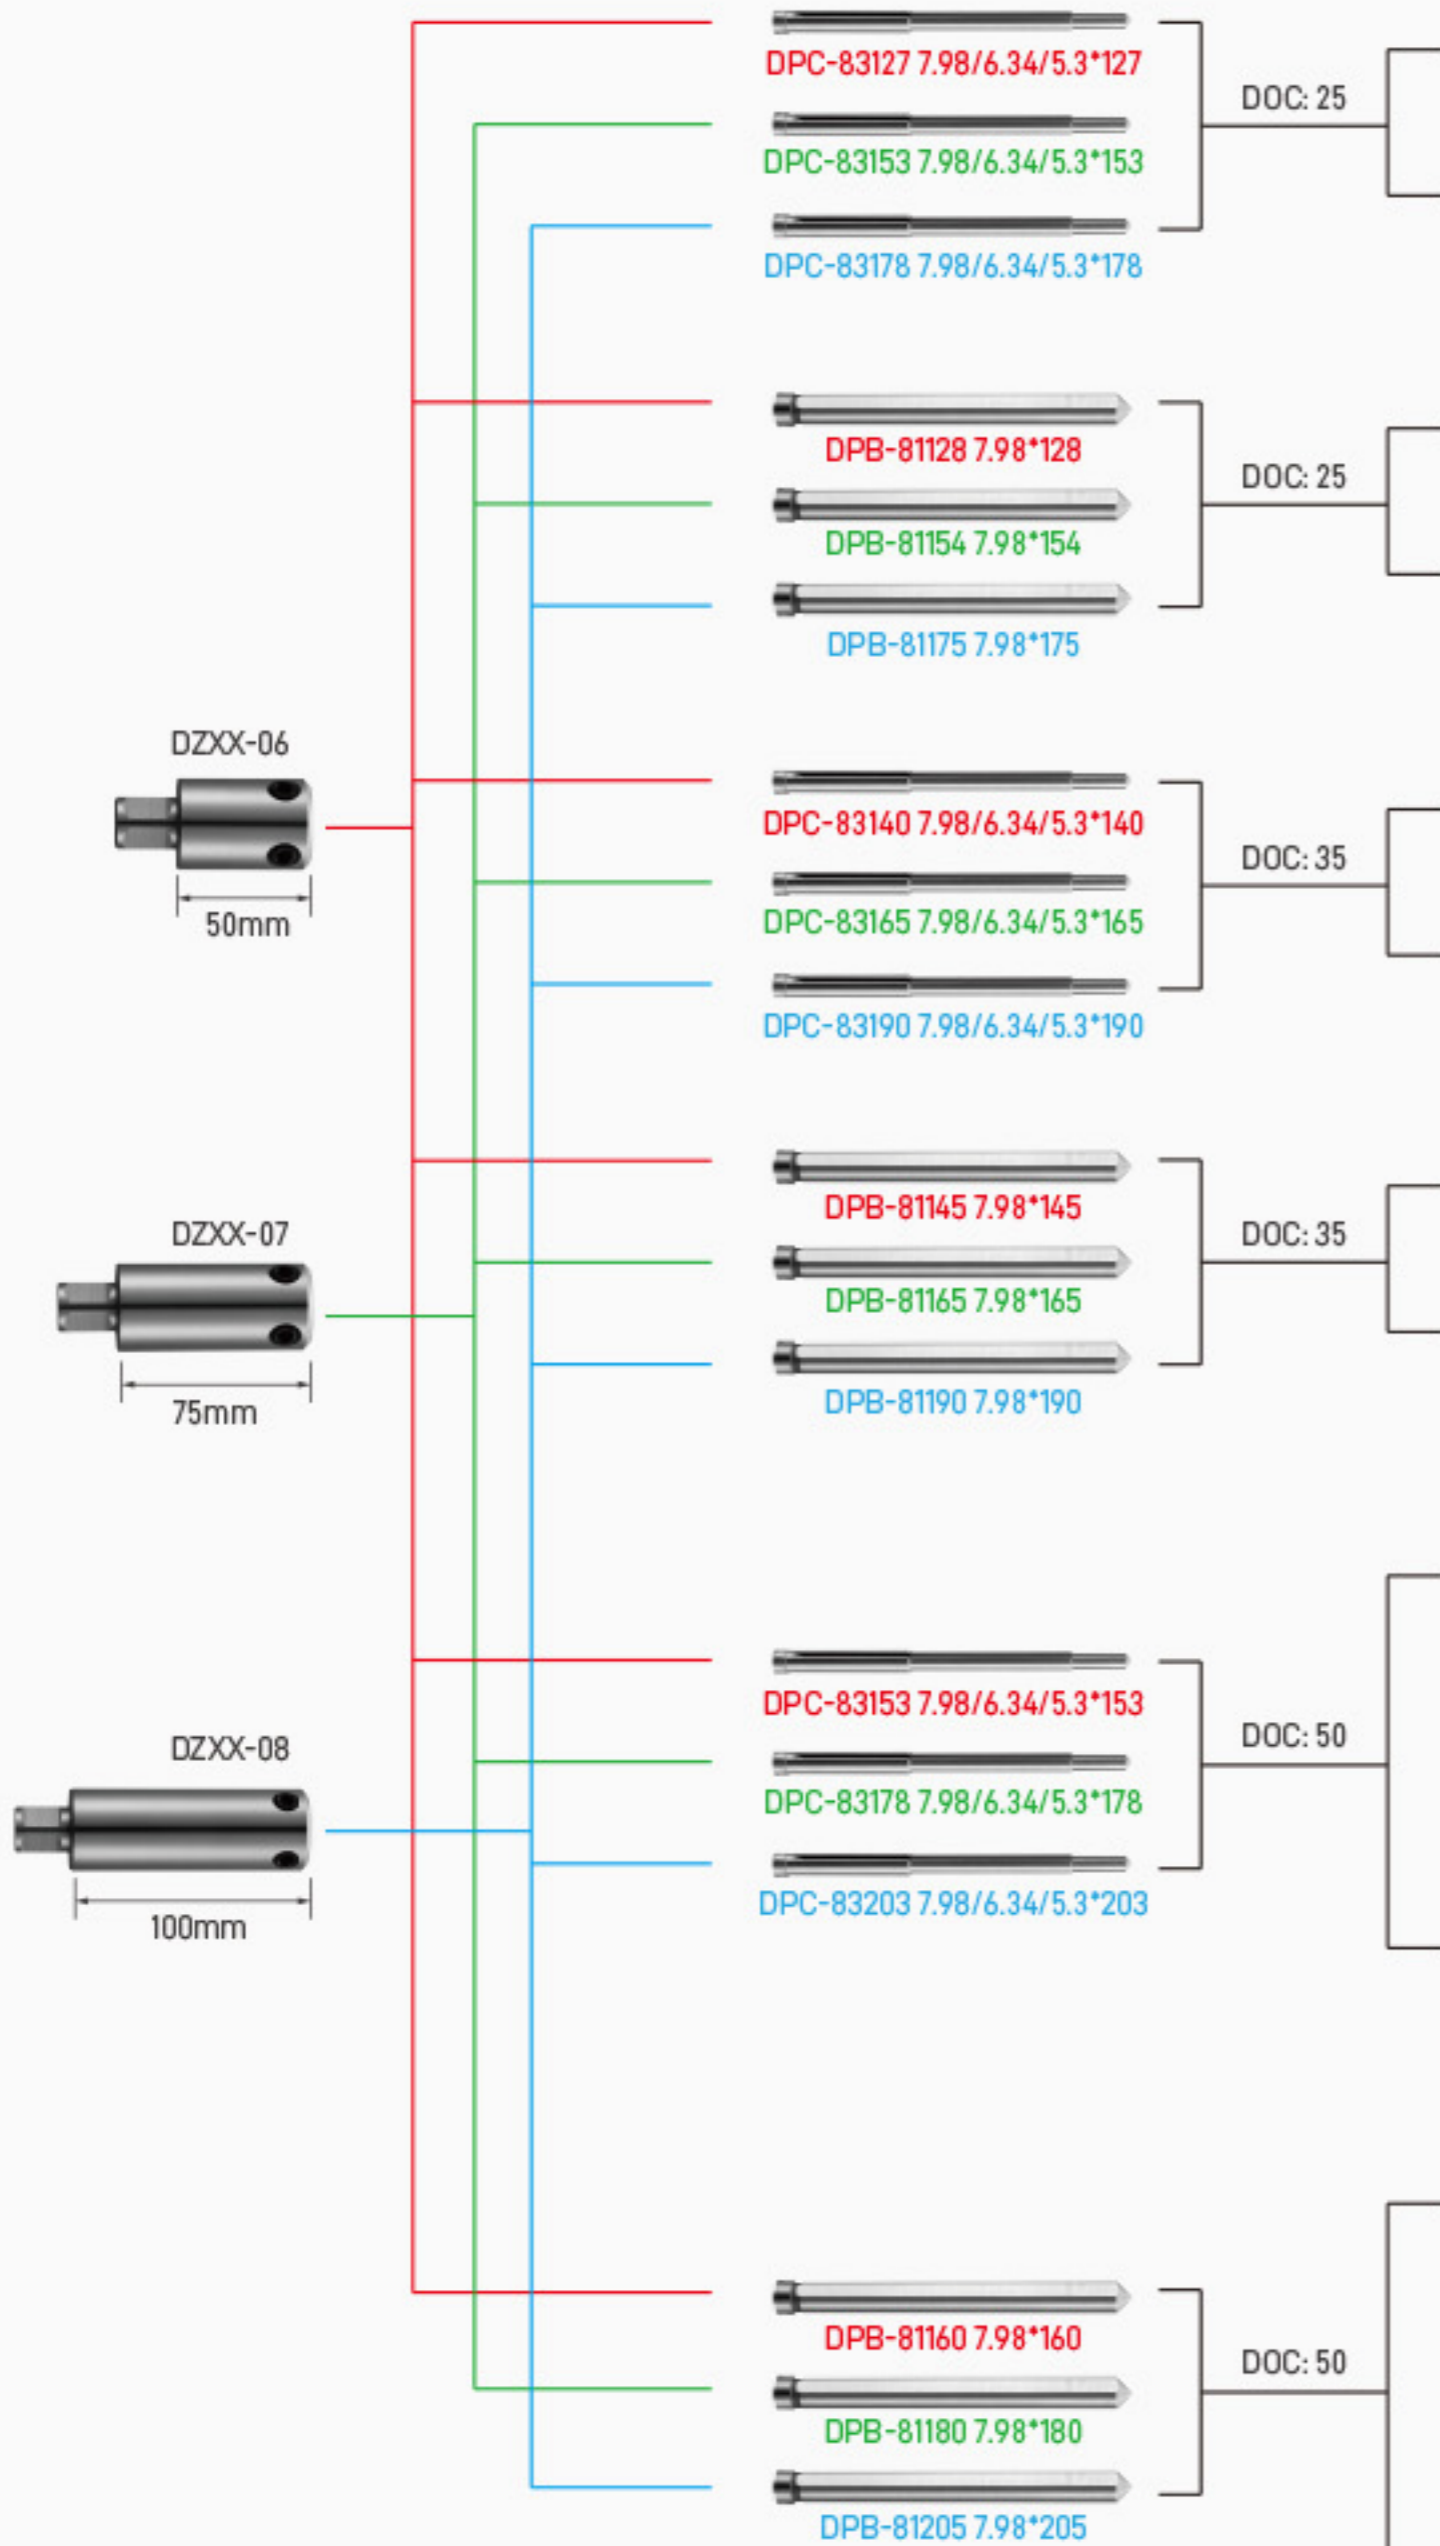 DPC-83127 7.98/6.34/5.3*127
DOC: 25
DPC-83153 7.98/6.34/5.3*153
DPC-83178 7.98/6.34/5.3*178
DPB-81128 7.98*128
DOC: 25
DPB-81154 7.98*154
DPB-81175 7.98*175
DZXX-06
50mm
DPC-83140 7.98/6.34/5.3*140
DOC: 35
DPC-83165 7.98/6.34/5.3*165
DPC-83190 7.98/6.34/5.3*190
DPB-81145 7.98*145
DOC: 35
DPB-81165 7.98*165
DPB-81190 7.98*190
DZXX-07
75mm
DPC-83153 7.98/6.34/5.3*153
DOC: 50
DPC-83178 7.98/6.34/5.3*178
DPC-83203 7.98/6.34/5.3*203
DZXX-08
100mm
DPB-81160 7.98*160
DOC: 50
DPB-81180 7.98*180
DPB-81205 7.98*205